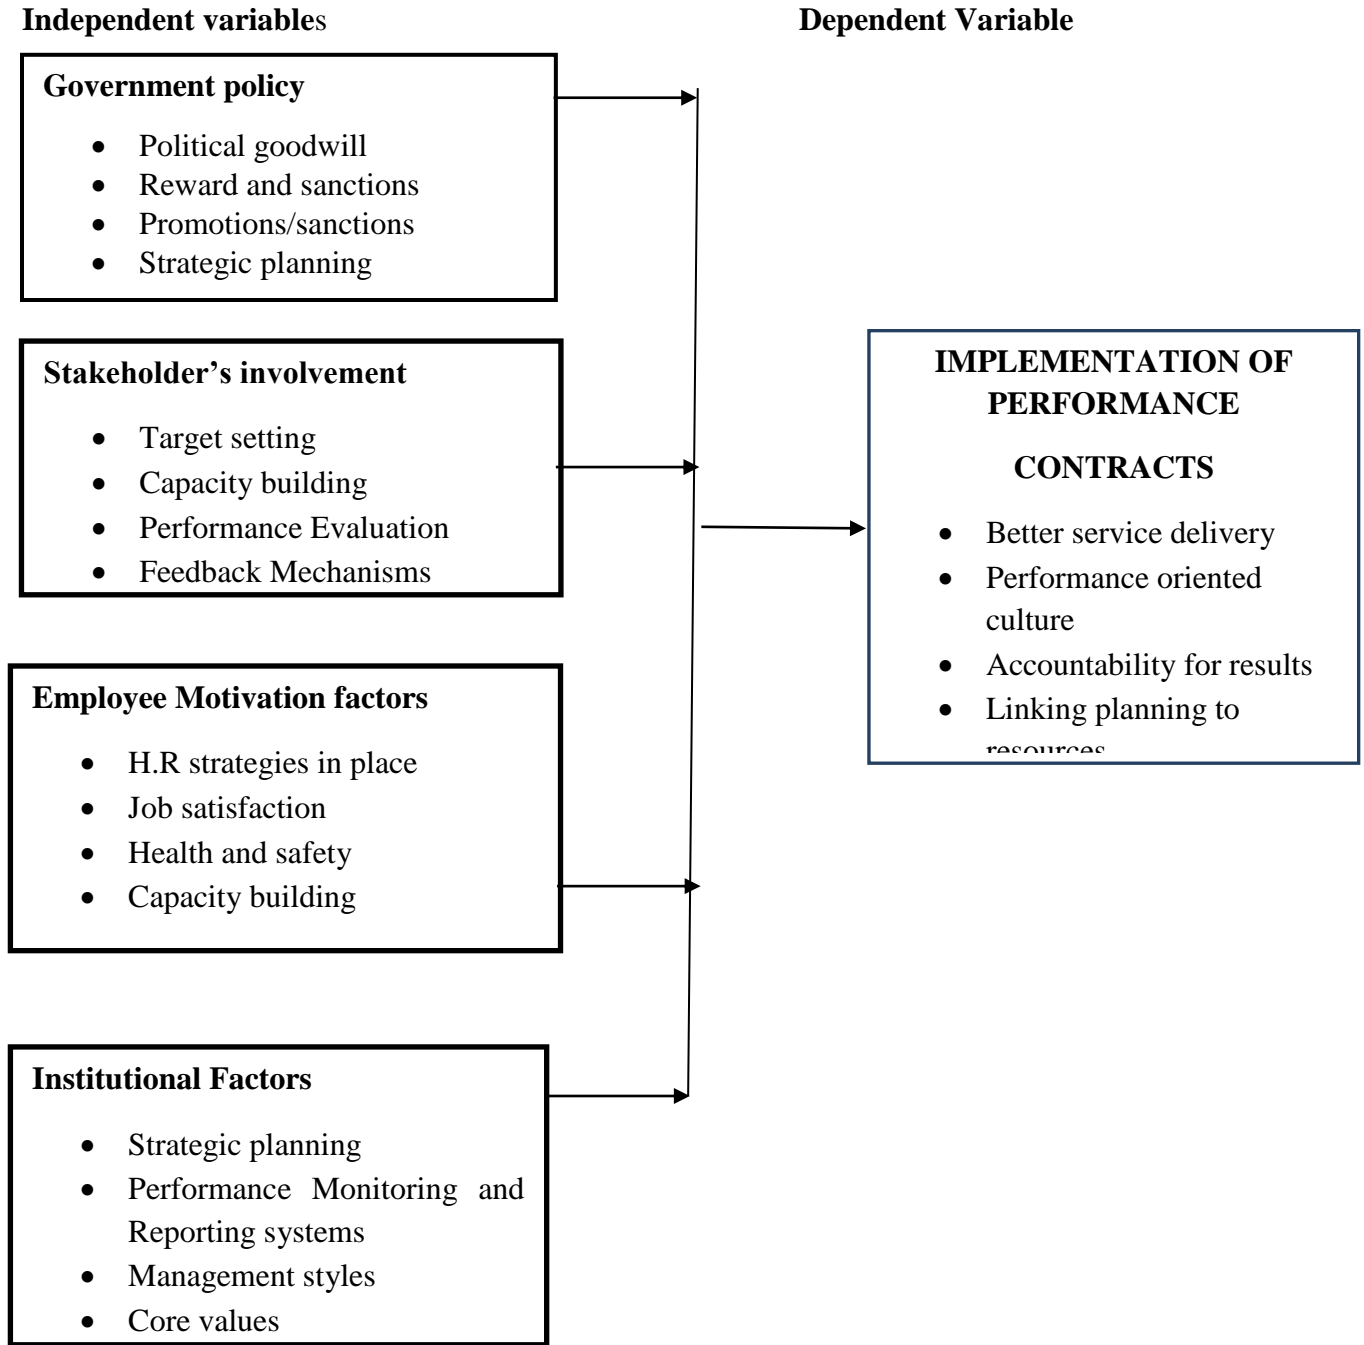 Independent variables
Dependent Variable
Government policy
• Political goodwill
• Reward and sanctions
• Promotions/sanctions
• Strategic planning
Stakeholder’s involvement
• Target setting
• Capacity building
• Performance Evaluation
• Feedback Mechanisms
Employee Motivation factors
• H.R strategies in place
• Job satisfaction
• Health and safety
• Capacity building
Institutional Factors
• Strategic planning
• Performance Monitoring and
Reporting systems
• Management styles
• Core values
IMPLEMENTATION OF
PERFORMANCE
CONTRACTS
• Better service delivery
• Performance oriented
culture
• Accountability for results
• Linking planning to
resources